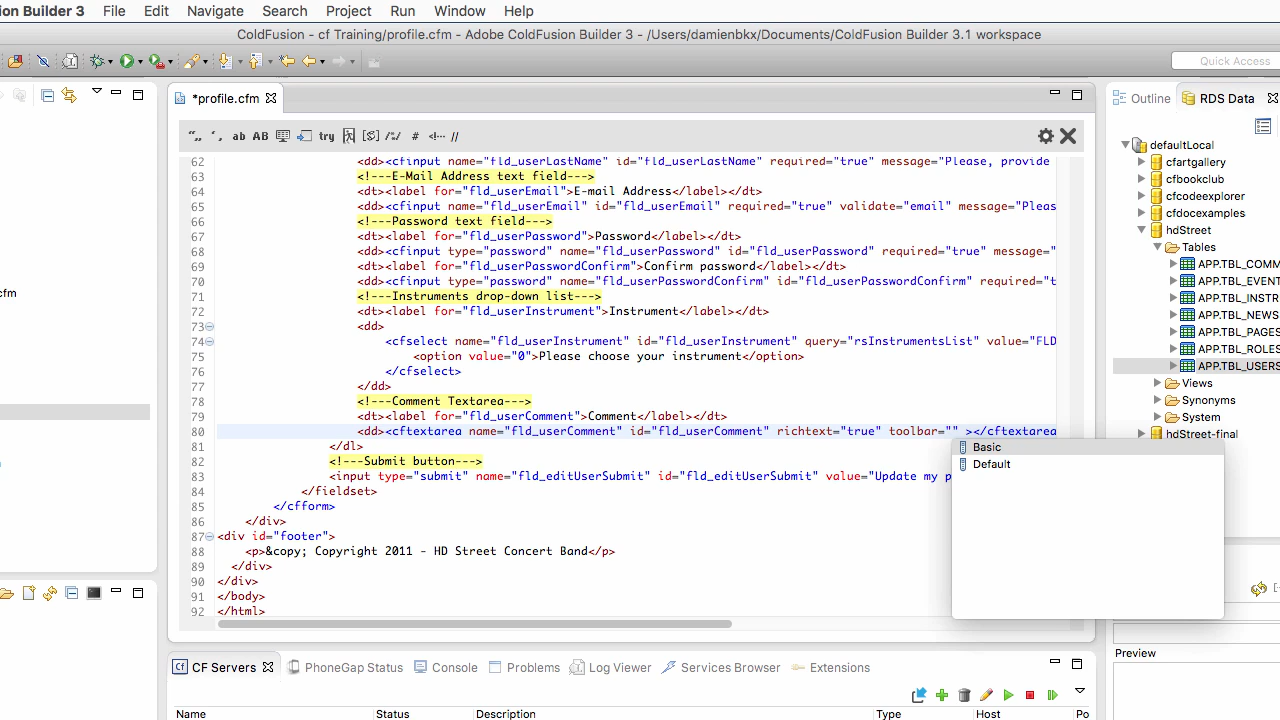 on Builder 3 File Edit Navigate Search Project Run Window Help
ColdFusion - cf Training/profile.cfm - Adobe ColdFusion Builder 3 - /Users/damienbkx/Documents/ColdFusion Builder 3.1 workspace
Quick Access
*profile.cfm
Outline RDS Data
ab AB try /*/ # <!-- //
62 <dd><cfinput name="fld_userLastName" id="fld_userLastName" required="true" message="Please, provide
63 <!---E-Mail Address text field--->
64 <dt><label for="fld_userEmail">E-mail Address</label></dt>
65 <dd><cfinput name="fld_userEmail" id="fld_userEmail" required="true" validate="email" message="Pleas
66 <!---Password text field--->
67 <dt><label for="fld_userPassword">Password</label></dt>
68 <dd><cfinput type="password" name="fld_userPassword" id="fld_userPassword" required="true" message="
69 <dt><label for="fld_userPasswordConfirm">Confirm password</label></dt>
70 <dd><cfinput type="password" name="fld_userPasswordConfirm" id="fld_userPasswordConfirm" required="t
71 <!---Instruments drop-down list--->
72 <dt><label for="fld_userInstrument">Instrument</label></dt>
73 <dd>
74 <cfselect name="fld_userInstrument" id="fld_userInstrument" query="rsInstrumentsList" value="FLD
75 <option value="0">Please choose your instrument</option>
76 </cfselect>
77 </dd>
78 <!---Comment Textarea--->
79 <dt><label for="fld_userComment">Comment</label></dt>
80 <dd><cftextarea name="fld_userComment" id="fld_userComment" richtext="true" toolbar="" ></cftextarea
81 </dl>
82 <!---Submit button--->
83 <input type="submit" name="fld_editUserSubmit" id="fld_editUserSubmit" value="Update my p
84 </fieldset>
85 </cfform>
86 </div>
87 <div id="footer">
88 <p>&copy; Copyright 2011 - HD Street Concert Band</p>
89 </div>
90 </div>
91 </body>
92 </html>
Basic
Default
cfm
defaultLocal
cfartgallery
cfbookclub
cfcodeexplorer
cfdocexamples
hdStreet
Tables
APP.TBL_COMM
APP.TBL_EVENT
APP.TBL_INSTR
APP.TBL_NEWS
APP.TBL_PAGES
APP.TBL_ROLES
APP.TBL_USERS
Views
Synonyms
System
hdStreet-final
Preview
CF Servers PhoneGap Status Console Problems Log Viewer Services Browser Extensions
Name Status Description Type Host Po